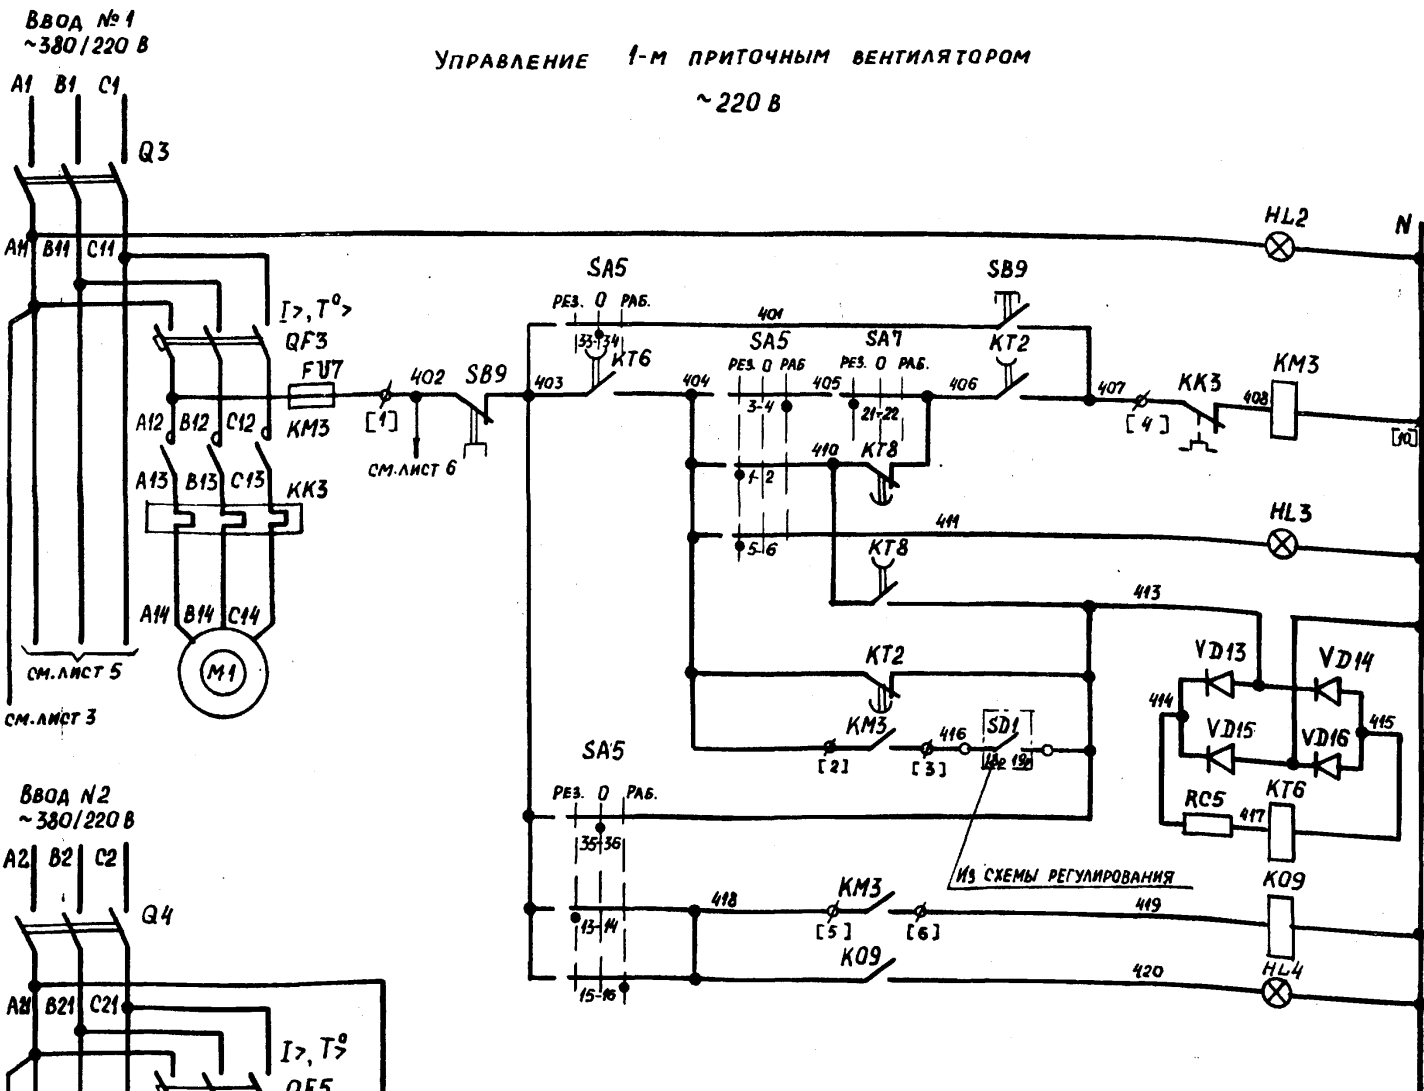 Ввод №1
~380/220 В
Управление 1-м приточным вентилятором
~220 В
A1 B1 C1
Q3
HL2
N
A11 B11 C11
SA5
SB9
РЕЗ. 0 РАБ.
401
I>, T°>
33-34
SA5
SA7
KT2
QF3
KT6
РЕЗ. 0 РАБ
РЕЗ. 0 РАБ.
KM3
FU7
402
SB9
403
404
405
406
407
KK3
408
3-4
21-22
A12 B12 C12
KM3
[1]
[4]
[10]
см.лист 6
410
KT8
A13 B13 C13
KK3
1-2
411
HL3
5-6
KT8
A14 B14 C14
413
M1
см.лист 5
KT2
VD13
VD14
см.лист 3
414
415
KM3
416
SD1
VD15
VD16
SA5
[2]
[3]
18р 19р
Ввод N2
~380/220 В
РЕЗ. 0 РАБ.
RC5
417
KT6
35-36
A2 B2 C2
Из схемы регулирования
K09
Q4
418
KM3
419
13-14
[5]
[6]
K09
420
HL4
15-16
A21 B21 C21
I>, T°>
QF5